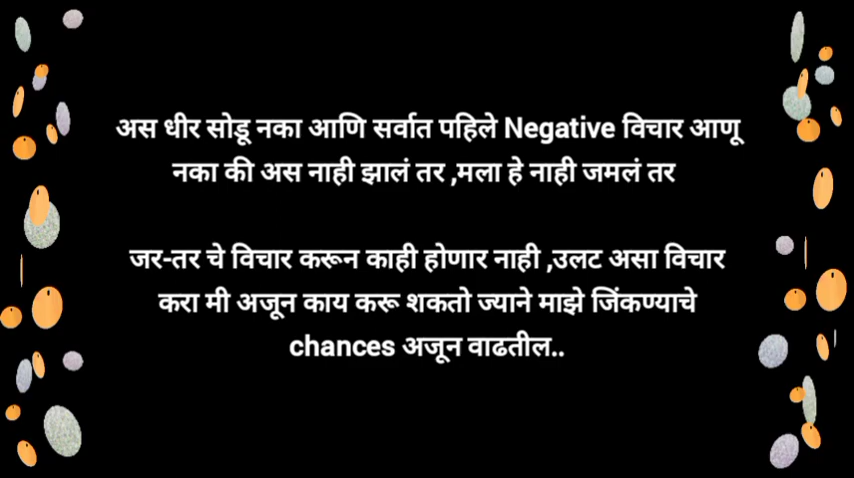 अस धीर सोडू नका आणि सर्वात पहिले Negative विचार आणू
नका की अस नाही झालं तर ,मला हे नाही जमलं तर
जर-तर चे विचार करून काही होणार नाही ,उलट असा विचार
करा मी अजून काय करू शकतो ज्याने माझे जिंकण्याचे
chances अजून वाढतील..